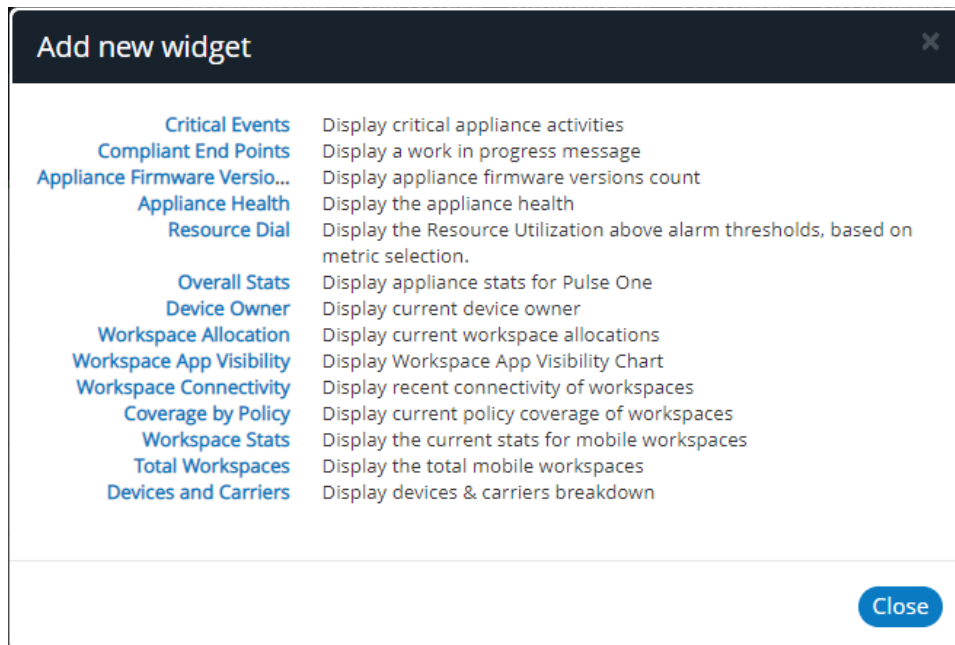 Add new widget
Critical Events Display critical appliance activities
Compliant End Points Display a work in progress message
Appliance Firmware Versio... Display appliance firmware versions count
Appliance Health Display the appliance health
Resource Dial Display the Resource Utilization above alarm thresholds, based on
metric selection.
Overall Stats Display appliance stats for Pulse One
Device Owner Display current device owner
Workspace Allocation Display current workspace allocations
Workspace App Visibility Display Workspace App Visibility Chart
Workspace Connectivity Display recent connectivity of workspaces
Coverage by Policy Display current policy coverage of workspaces
Workspace Stats Display the current stats for mobile workspaces
Total Workspaces Display the total mobile workspaces
Devices and Carriers Display devices & carriers breakdown
Close